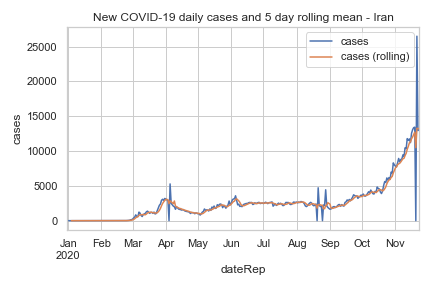 New COVID-19 daily cases and 5 day rolling mean - Iran
cases
cases (rolling)
25000
20000
15000
10000
5000
0
cases
Jan Feb Mar Apr May Jun Jul Aug Sep Oct Nov
2020
dateRep